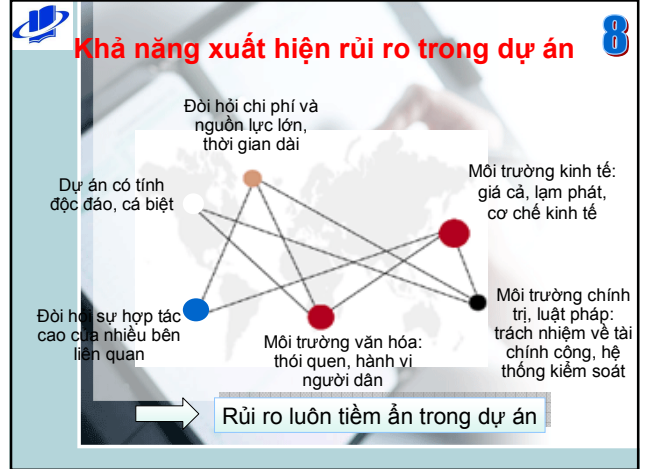 Khả năng xuất hiện rủi ro trong dự án
8
Đòi hỏi chi phí và
nguồn lực lớn,
thời gian dài
Dự án có tính
độc đáo, cá biệt
Môi trường kinh tế:
giá cả, lạm phát,
cơ chế kinh tế
Đòi hỏi sự hợp tác
cao của nhiều bên
liên quan
Môi trường văn hóa:
thói quen, hành vi
người dân
Môi trường chính
trị, luật pháp:
trách nhiệm về tài
chính công, hệ
thống kiểm soát
Rủi ro luôn tiềm ẩn trong dự án